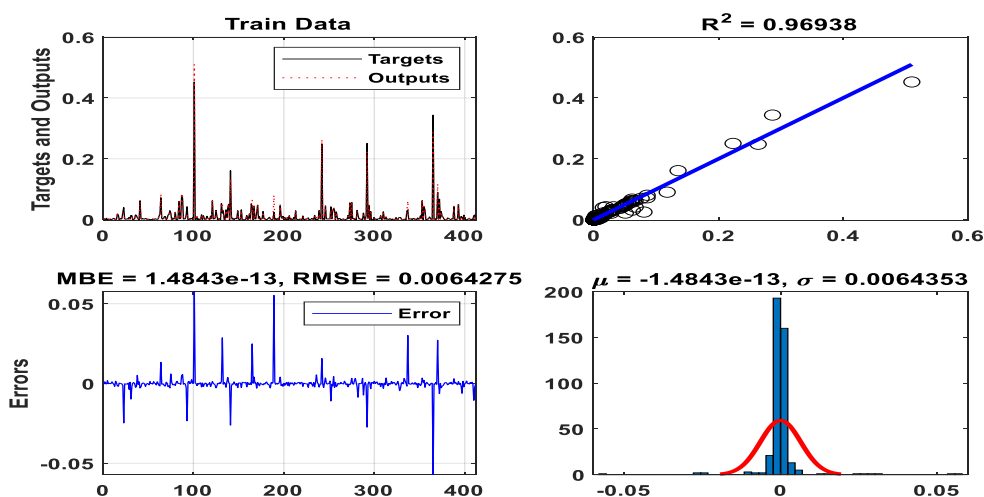 Train Data
0.6
0.4
0.2
0
Targets and Outputs
Targets
Outputs
0 100 200 300 400
R² = 0.96938
0.6
0.4
0.2
0
0 0.2 0.4 0.6
MBE = 1.4843e-13, RMSE = 0.0064275
0.05
0
-0.05
Errors
Error
0 100 200 300 400
μ = -1.4843e-13, σ = 0.0064353
200
150
100
50
0
-0.05 0 0.05